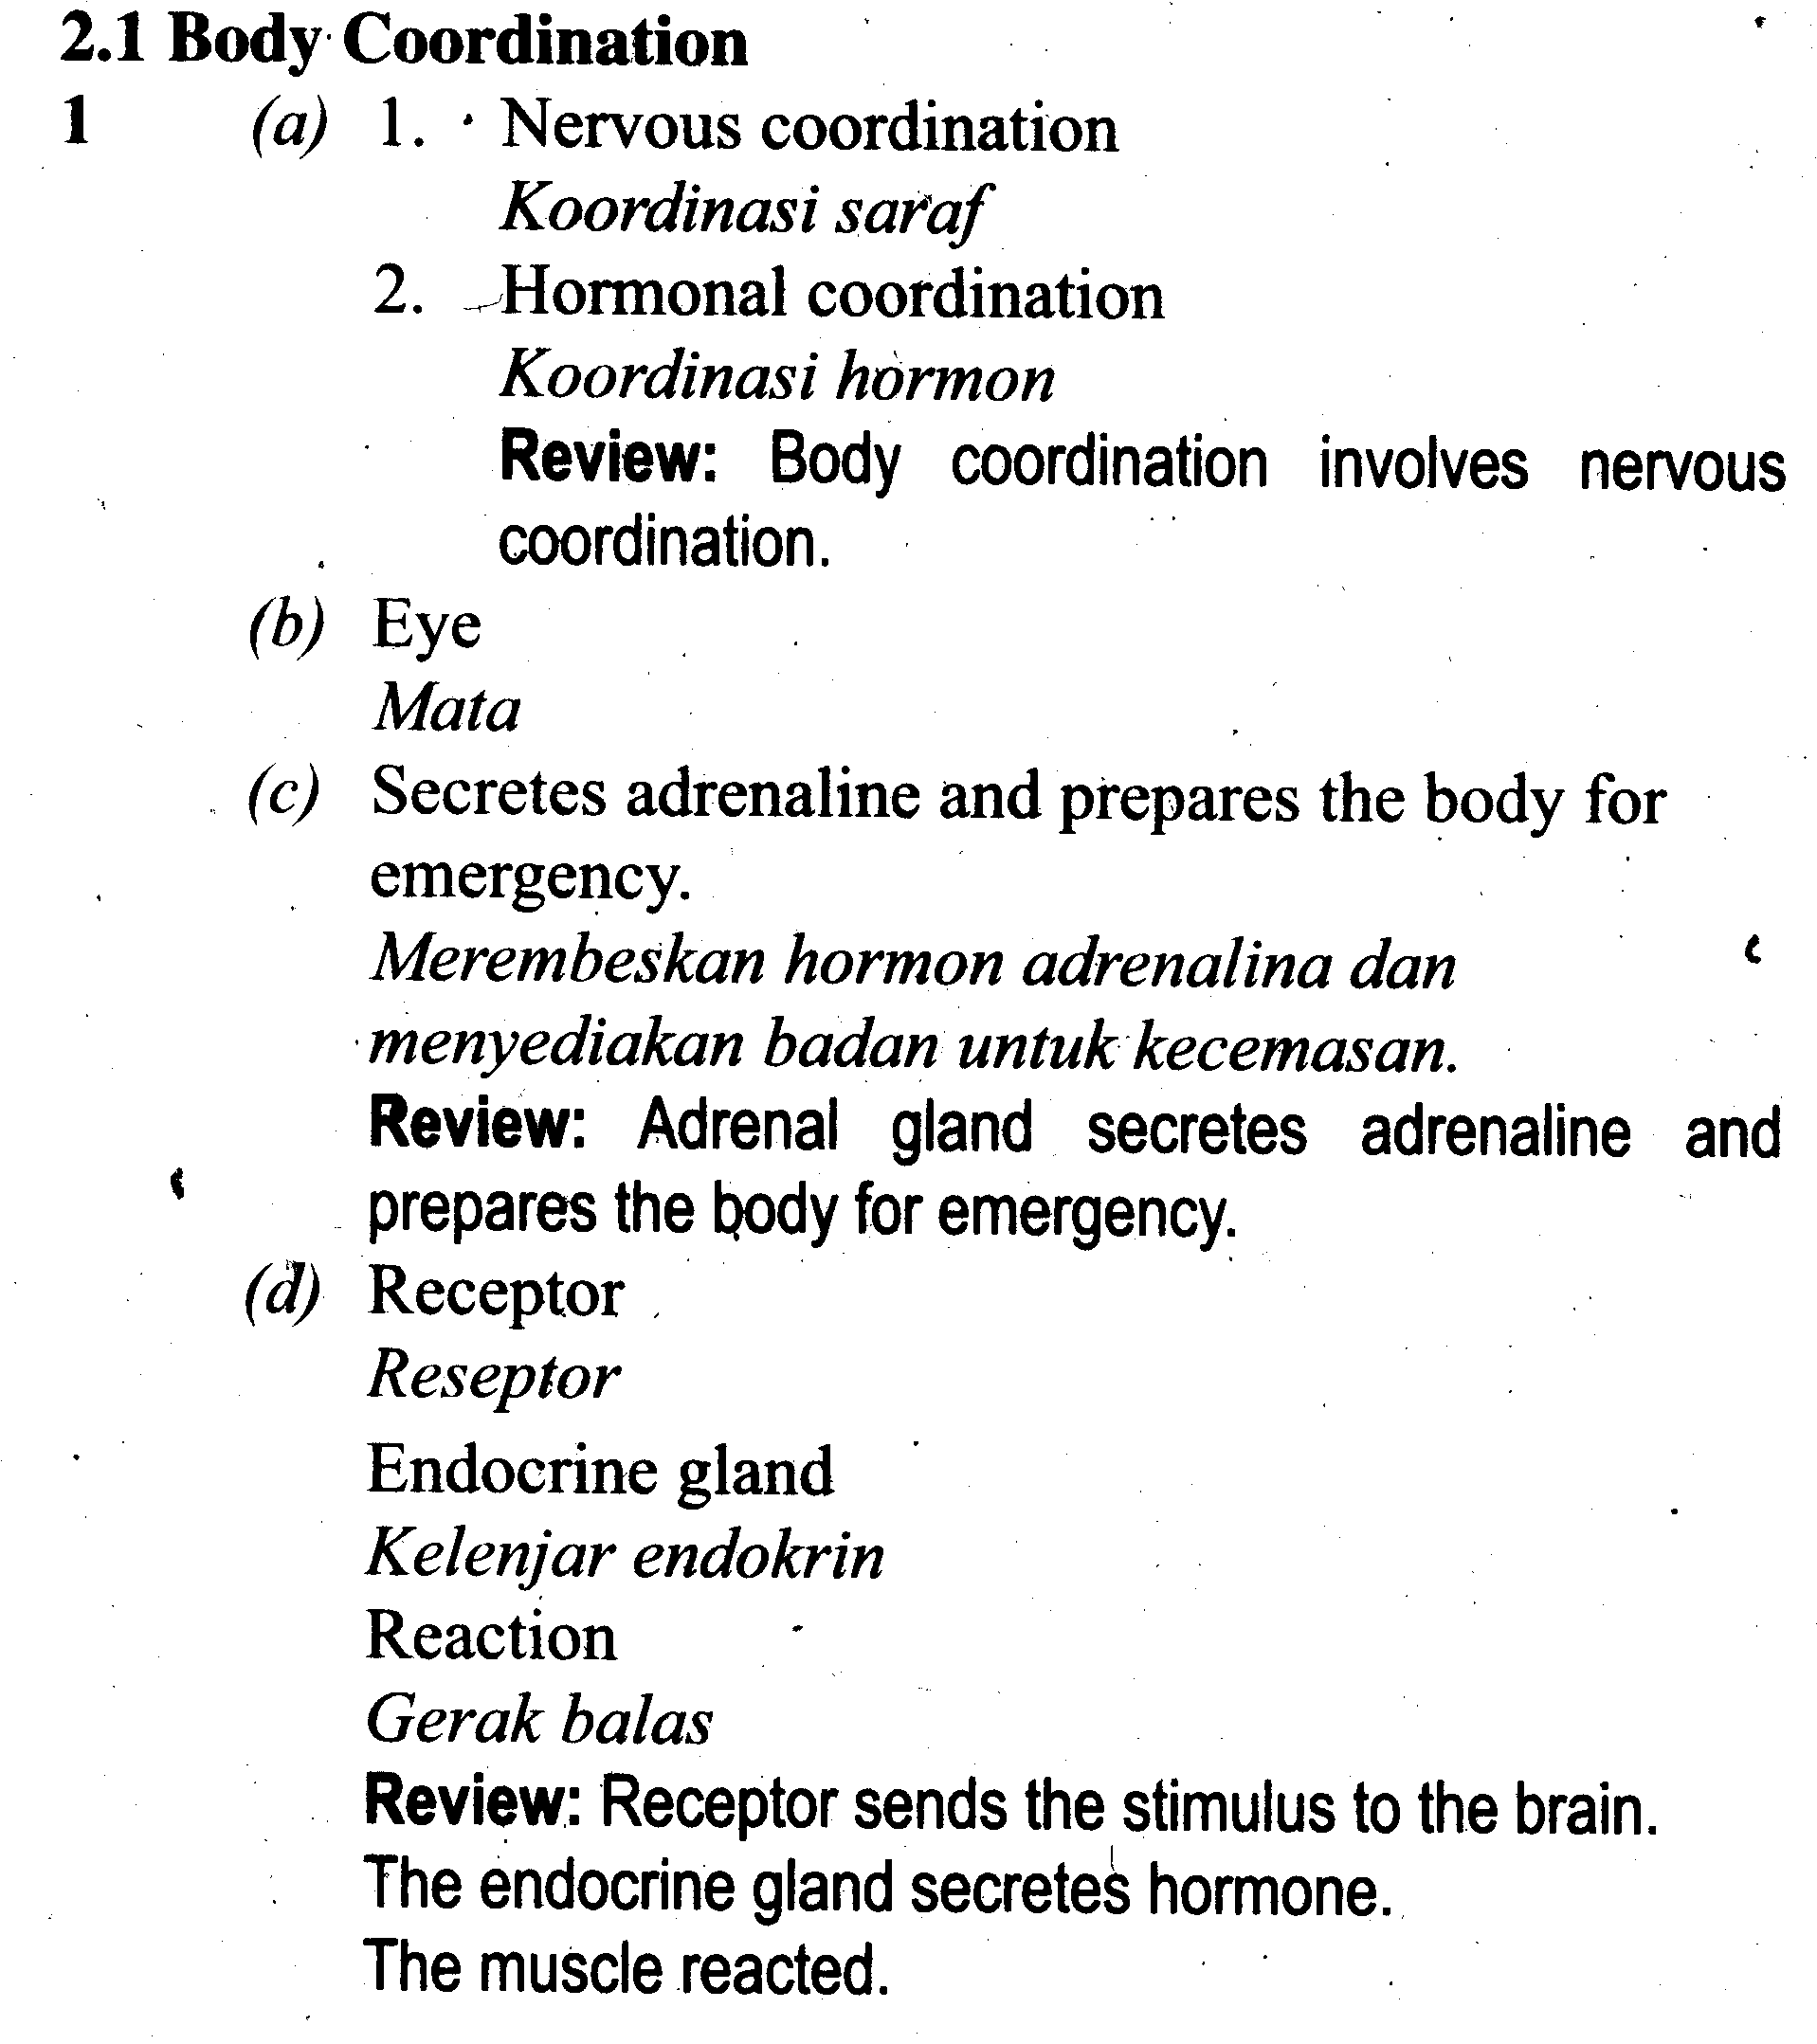 2.1 Body Coordination
1 (a) 1. Nervous coordination
Koordinasi saraf
2. Hormonal coordination
Koordinasi hormon
Review: Body coordination involves nervous
coordination.
(b) Eye
Mata
(c) Secretes adrenaline and prepares the body for
emergency.
Merembeskan hormon adrenalina dan
menyediakan badan untuk kecemasan.
Review: Adrenal gland secretes adrenaline and
prepares the body for emergency.
(d) Receptor
Reseptor
Endocrine gland
Kelenjar endokrin
Reaction
Gerak balas
Review: Receptor sends the stimulus to the brain.
The endocrine gland secretes hormone.
The muscle reacted.